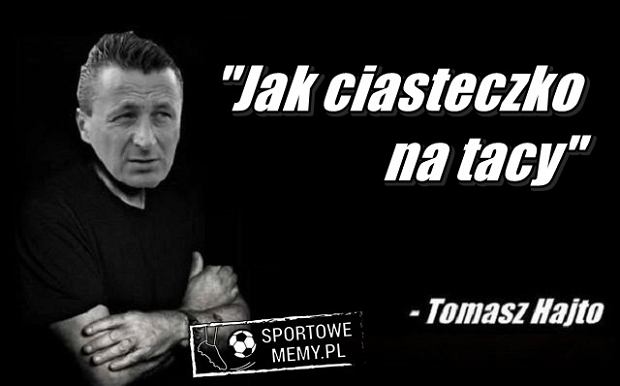 "Jak ciasteczko
na tacy"
- Tomasz Hajto
SPORTOWE
MEMY.PL